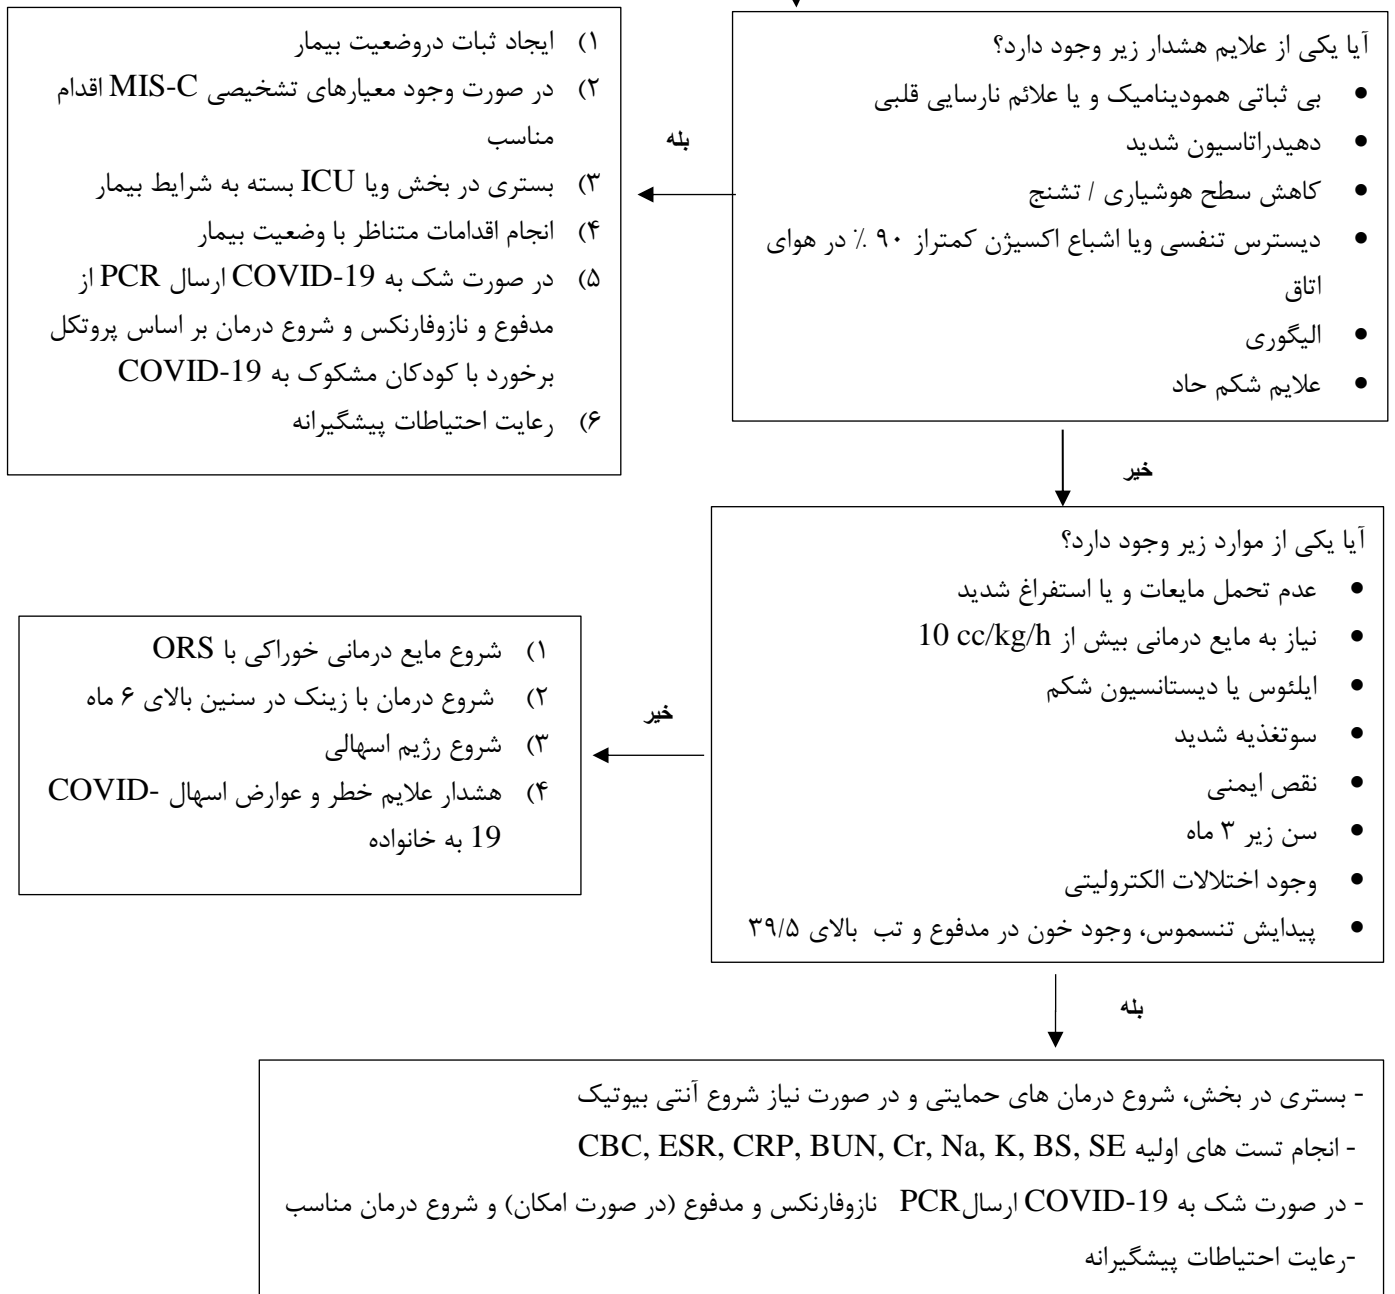 آیا یکی از علایم هشدار زیر وجود دارد؟
• بی ثباتی همودینامیک و یا علائم نارسایی قلبی
• دهیدراتاسیون شدید
• کاهش سطح هوشیاری / تشنج
• دیسترس تنفسی ویا اشباع اکسیژن کمتراز ۹۰ ٪ در هوای
اتاق
• الیگوری
• علایم شکم حاد
بله
۱) ایجاد ثبات دروضعیت بیمار
۲) در صورت وجود معیارهای تشخیصی MIS-C اقدام
مناسب
۳) بستری در بخش ویا ICU بسته به شرایط بیمار
۴) انجام اقدامات متناظر با وضعیت بیمار
۵) در صورت شک به COVID-19 ارسال PCR از
مدفوع و نازوفارنکس و شروع درمان بر اساس پروتکل
برخورد با کودکان مشکوک به COVID-19
۶) رعایت احتیاطات پیشگیرانه
خیر
آیا یکی از موارد زیر وجود دارد؟
• عدم تحمل مایعات و یا استفراغ شدید
• نیاز به مایع درمانی بیش از 10 cc/kg/h
• ایلئوس یا دیستانسیون شکم
• سوتغذیه شدید
• نقص ایمنی
• سن زیر ۳ ماه
• وجود اختلالات الکترولیتی
• پیدایش تنسموس، وجود خون در مدفوع و تب بالای ۳۹/۵
خیر
۱) شروع مایع درمانی خوراکی با ORS
۲) شروع درمان با زینک در سنین بالای ۶ ماه
۳) شروع رژیم اسهالی
۴) هشدار علایم خطر و عوارض اسهال COVID-
19 به خانواده
بله
- بستری در بخش، شروع درمان های حمایتی و در صورت نیاز شروع آنتی بیوتیک
- انجام تست های اولیه CBC, ESR, CRP, BUN, Cr, Na, K, BS, SE
- در صورت شک به COVID-19 ارسالPCR نازوفارنکس و مدفوع (در صورت امکان) و شروع درمان مناسب
-رعایت احتیاطات پیشگیرانه